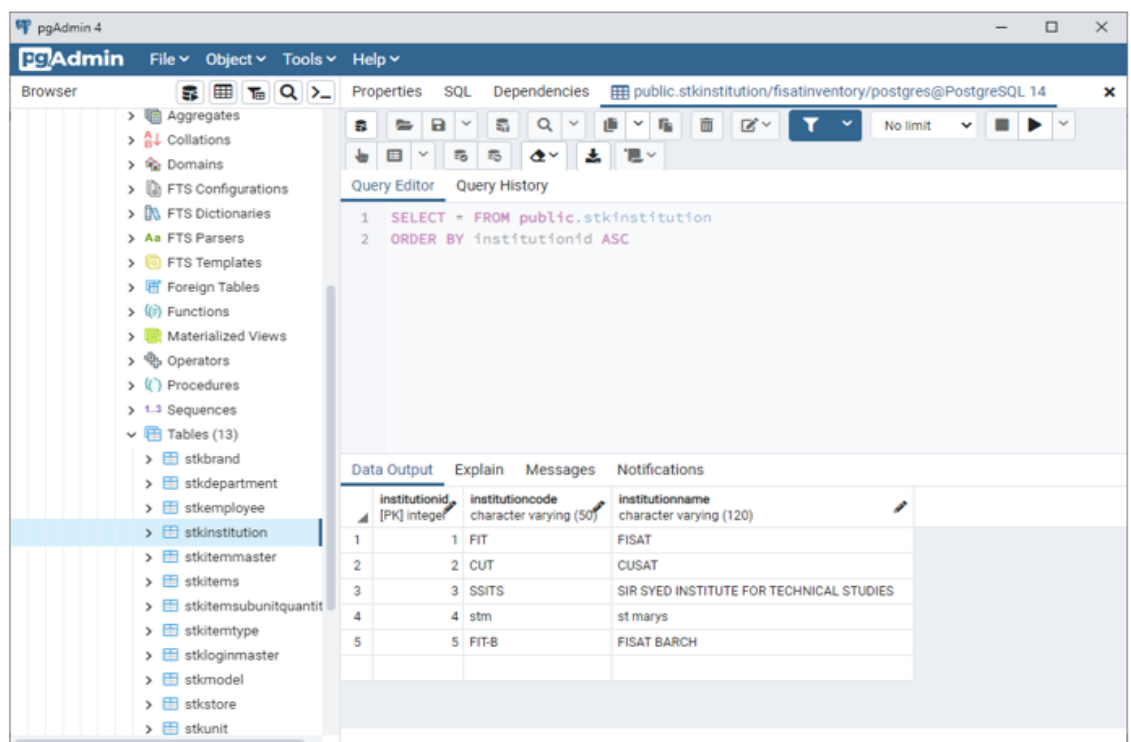 pgAdmin 4
pgAdmin File Object Tools Help
Browser
Properties SQL Dependencies public.stkinstitution/fisatinventory/postgres@PostgreSQL 14
Aggregates
Collations
Domains
FTS Configurations
FTS Dictionaries
Aa FTS Parsers
FTS Templates
Foreign Tables
Functions
Materialized Views
Operators
Procedures
1..3 Sequences
Tables (13)
stkbrand
stkdepartment
stkemployee
stkinstitution
stkitemmaster
stkitems
stkitemsubunitquantit
stkitemtype
stkloginmaster
stkmodel
stkstore
stkunit
No limit
Query Editor Query History
1 SELECT * FROM public.stkinstitution
2 ORDER BY institutionid ASC
Data Output Explain Messages Notifications
institutionid institutioncode institutionname
[PK] integer character varying (50) character varying (120)
1 1 FIT FISAT
2 2 CUT CUSAT
3 3 SSITS SIR SYED INSTITUTE FOR TECHNICAL STUDIES
4 4 stm st marys
5 5 FIT-B FISAT BARCH